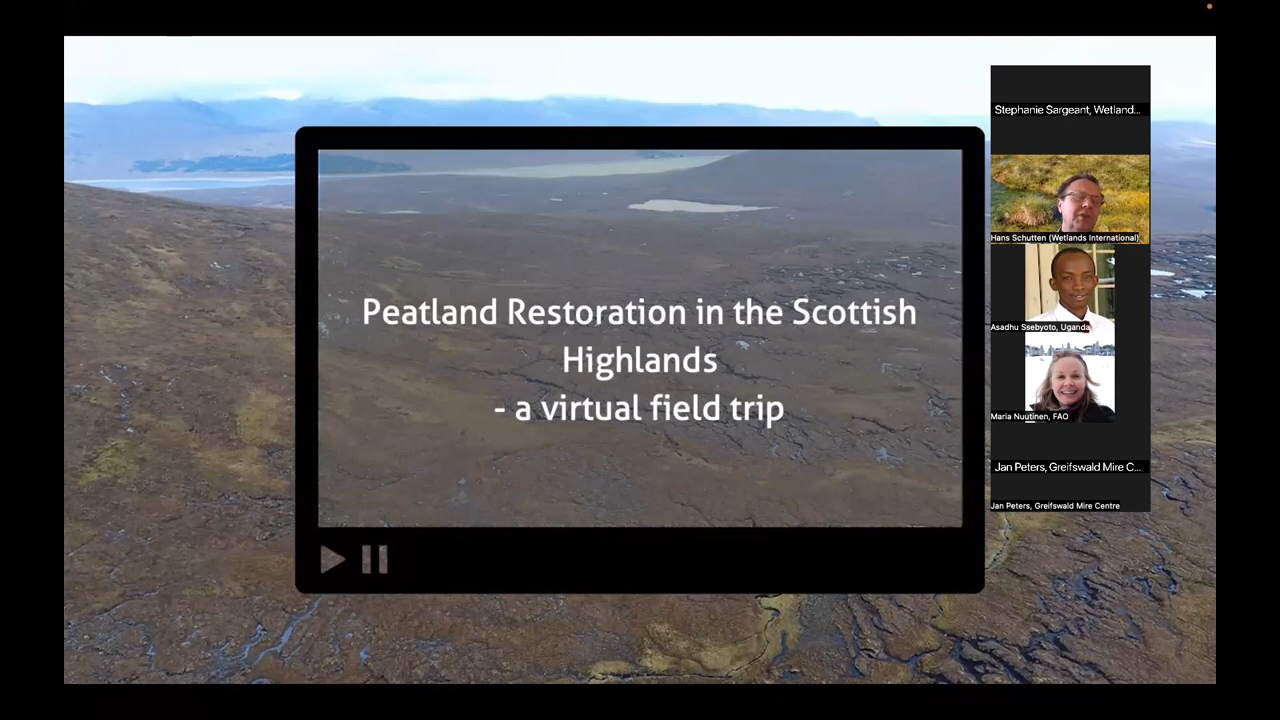 Peatland Restoration in the Scottish
Highlands
- a virtual field trip
Stephanie Sargeant, Wetland...
Hans Schutten (Wetlands International)
Asadhu Ssebyoto, Uganda
Maria Nuutinen, FAO
Jan Peters, Greifswald Mire C...
Jan Peters, Greifswald Mire Centre